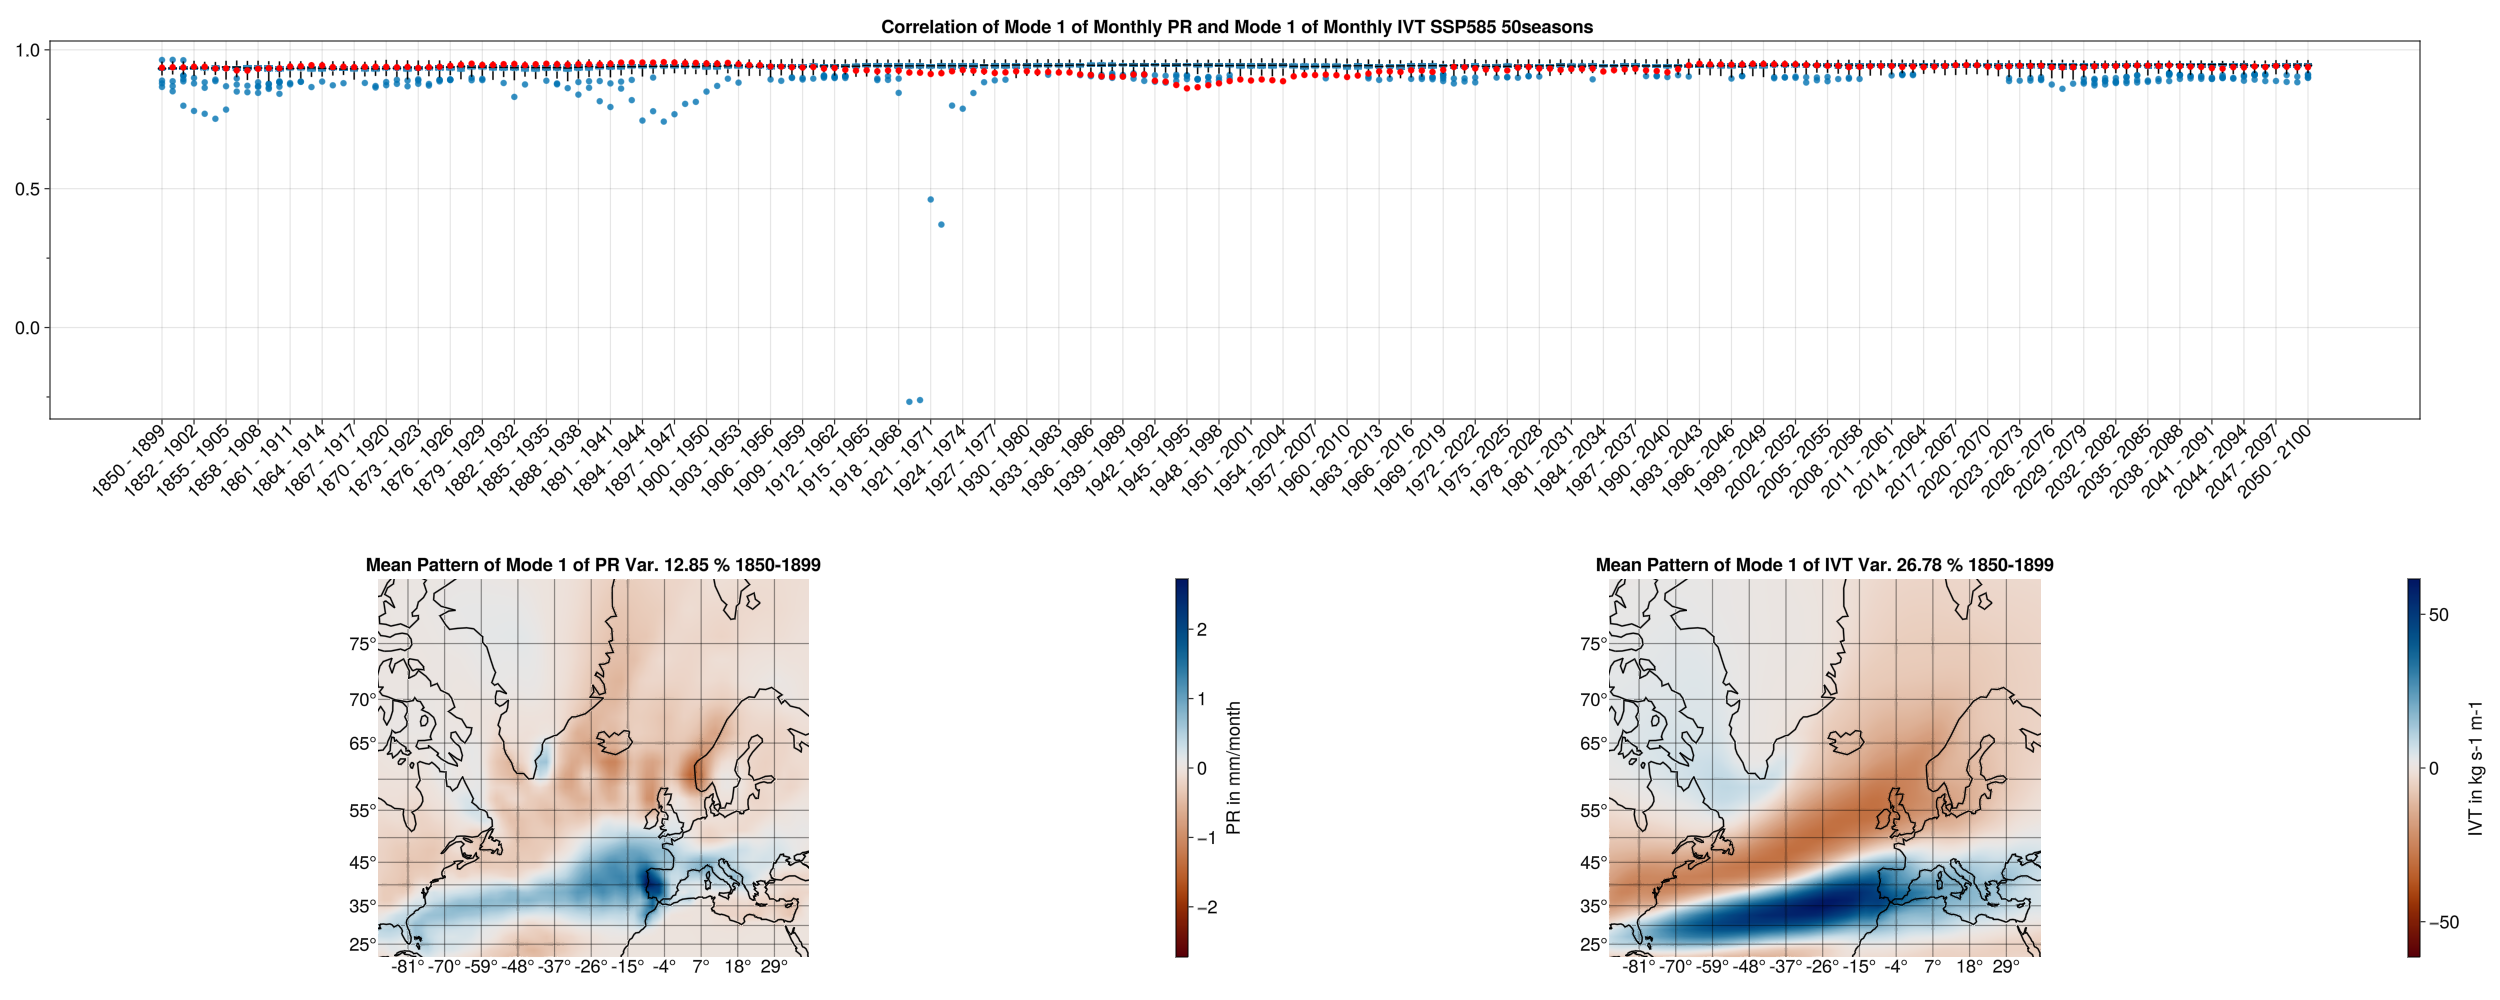 Correlation of Mode 1 of Monthly PR and Mode 1 of Monthly IVT SSP585 50seasons
1.0
0.5
0.0
1850 - 1899
1852 - 1902
1855 - 1905
1858 - 1908
1861 - 1911
1864 - 1914
1867 - 1917
1870 - 1920
1873 - 1923
1876 - 1926
1879 - 1929
1882 - 1932
1885 - 1935
1888 - 1938
1891 - 1941
1894 - 1944
1897 - 1947
1900 - 1950
1903 - 1953
1906 - 1956
1909 - 1959
1912 - 1962
1915 - 1965
1918 - 1968
1921 - 1971
1924 - 1974
1927 - 1977
1930 - 1980
1933 - 1983
1936 - 1986
1939 - 1989
1942 - 1992
1945 - 1995
1948 - 1998
1951 - 2001
1954 - 2004
1957 - 2007
1960 - 2010
1963 - 2013
1966 - 2016
1969 - 2019
1972 - 2022
1975 - 2025
1978 - 2028
1981 - 2031
1984 - 2034
1987 - 2037
1990 - 2040
1993 - 2043
1996 - 2046
1999 - 2049
2002 - 2052
2005 - 2055
2008 - 2058
2011 - 2061
2014 - 2064
2017 - 2067
2020 - 2070
2023 - 2073
2026 - 2076
2029 - 2079
2032 - 2082
2035 - 2085
2038 - 2088
2041 - 2091
2044 - 2094
2047 - 2097
2050 - 2100
Mean Pattern of Mode 1 of PR Var. 12.85 % 1850-1899
75°
70°
65°
55°
45°
35°
25°
-81° -70° -59° -48° -37° -26° -15° -4° 7° 18° 29°
2
1
0
−1
−2
PR in mm/month
Mean Pattern of Mode 1 of IVT Var. 26.78 % 1850-1899
75°
70°
65°
55°
45°
35°
25°
-81° -70° -59° -48° -37° -26° -15° -4° 7° 18° 29°
50
0
−50
IVT in kg s-1 m-1